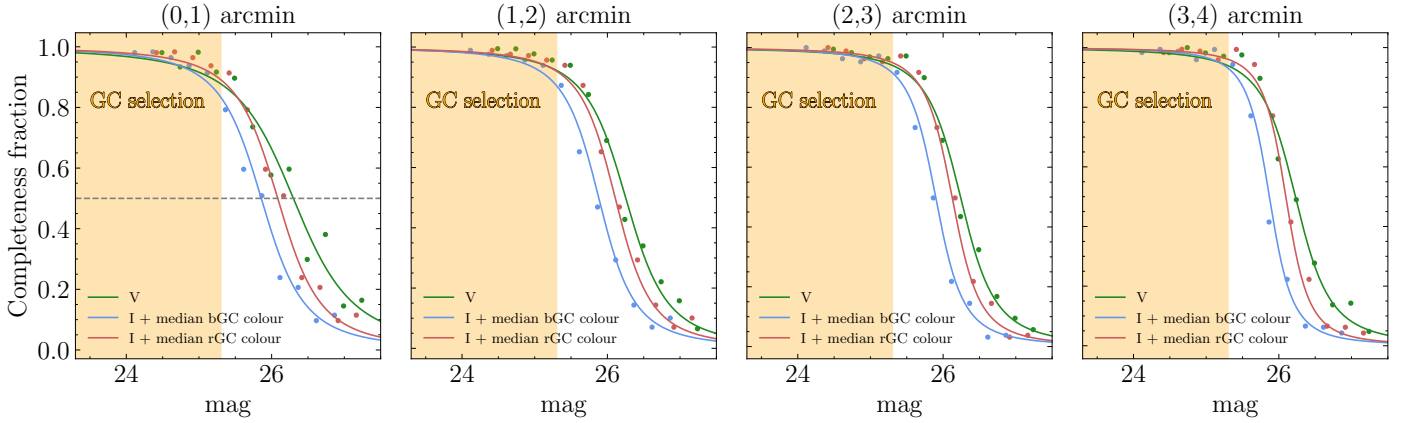 (0,1) arcmin
(1,2) arcmin
(2,3) arcmin
(3,4) arcmin
Completeness fraction
1.0
0.8
0.6
0.4
0.2
0.0
GC selection
V
I + median bGC colour
I + median rGC colour
24
26
mag
GC selection
V
I + median bGC colour
I + median rGC colour
24
26
mag
GC selection
V
I + median bGC colour
I + median rGC colour
24
26
mag
GC selection
V
I + median bGC colour
I + median rGC colour
24
26
mag